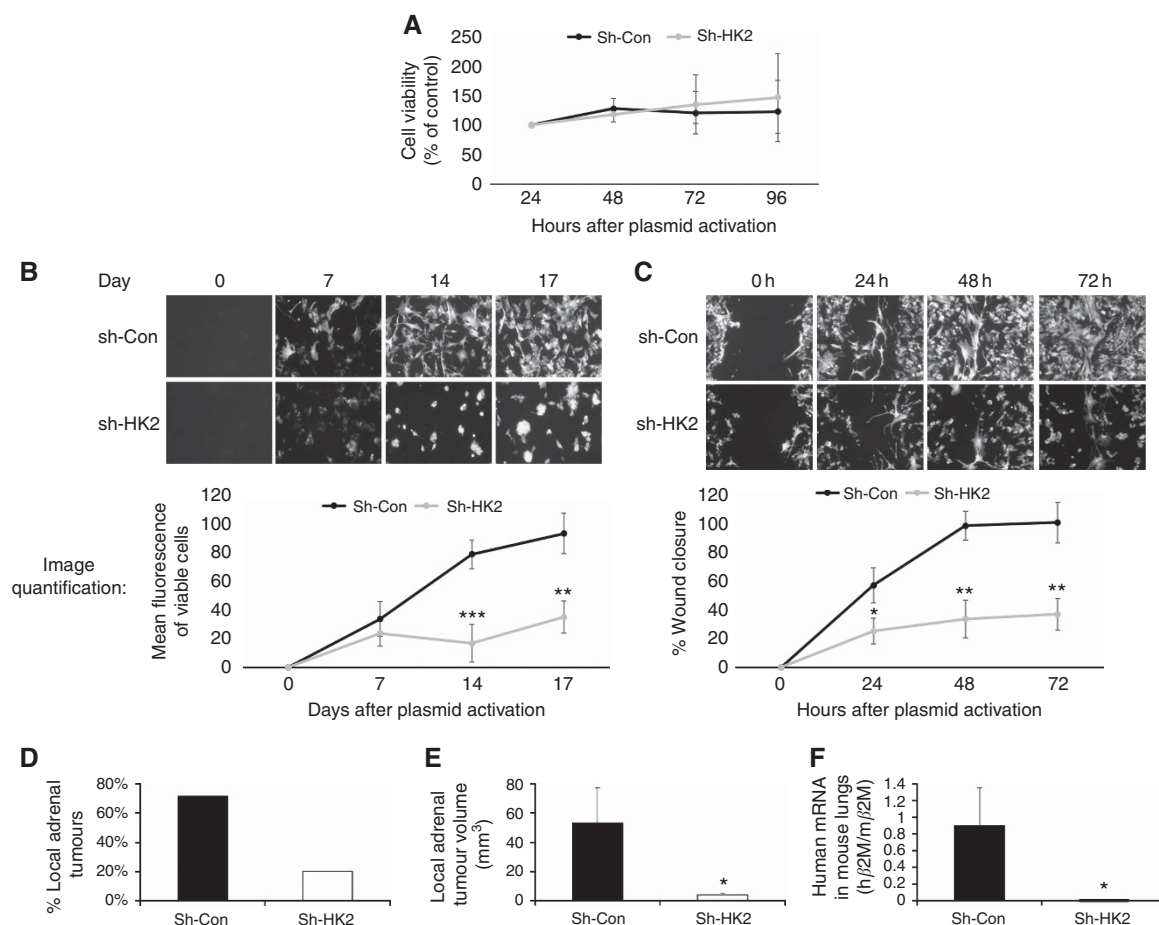 A
250
200
150
100
50
0
Cell viability
(% of control)
Sh-Con
Sh-HK2
24 48 72 96
Hours after plasmid activation
B
Day 0 7 14 17
sh-Con
sh-HK2
Image
quantification:
120
100
80
60
40
20
0
Mean fluorescence
of viable cells
Sh-Con Sh-HK2
***
**
0 7 14 17
Days after plasmid activation
C
0 h 24 h 48 h 72 h
sh-Con
sh-HK2
120
100
80
60
40
20
0
% Wound closure
Sh-Con Sh-HK2
*
**
**
0 24 48 72
Hours after plasmid activation
D
80%
60%
40%
20%
0%
% Local adrenal
tumours
Sh-Con Sh-HK2
E
80
60
40
20
0
Local adrenal
tumour volume
(mm³)
*
Sh-Con Sh-HK2
F
1.4
1.2
1
0.8
0.6
0.4
0.2
0
Human mRNA
in mouse lungs
(hβ2M/mβ2M)
*
Sh-Con Sh-HK2